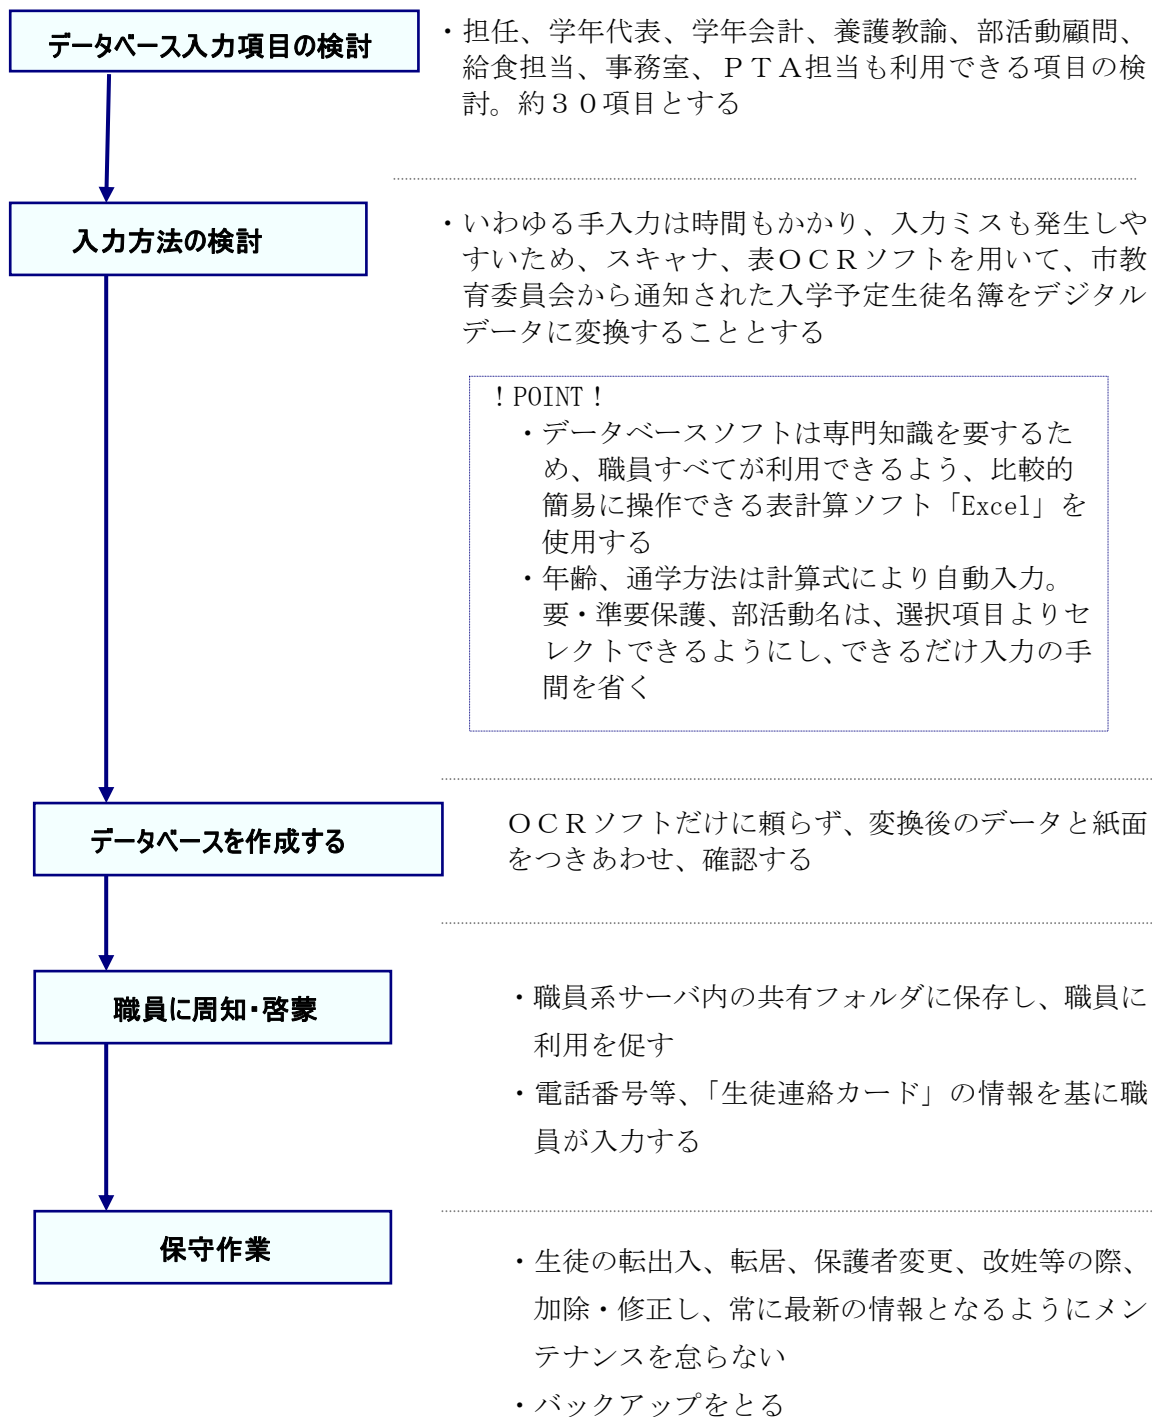 データベース入力項目の検討
・担任、学年代表、学年会計、養護教諭、部活動顧問、
給食担当、事務室、ＰＴＡ担当も利用できる項目の検
討。約３０項目とする
入力方法の検討
・いわゆる手入力は時間もかかり、入力ミスも発生しや
すいため、スキャナ、表ＯＣＲソフトを用いて、市教
育委員会から通知された入学予定生徒名簿をデジタル
データに変換することとする
！POINT！
・データベースソフトは専門知識を要するた
め、職員すべてが利用できるよう、比較的
簡易に操作できる表計算ソフト「Excel」を
使用する
・年齢、通学方法は計算式により自動入力。
要・準要保護、部活動名は、選択項目よりセ
レクトできるようにし、できるだけ入力の手
間を省く
データベースを作成する
ＯＣＲソフトだけに頼らず、変換後のデータと紙面
をつきあわせ、確認する
職員に周知・啓蒙
・職員系サーバ内の共有フォルダに保存し、職員に
利用を促す
・電話番号等、「生徒連絡カード」の情報を基に職
員が入力する
保守作業
・生徒の転出入、転居、保護者変更、改姓等の際、
加除・修正し、常に最新の情報となるようにメン
テナンスを怠らない
・バックアップをとる